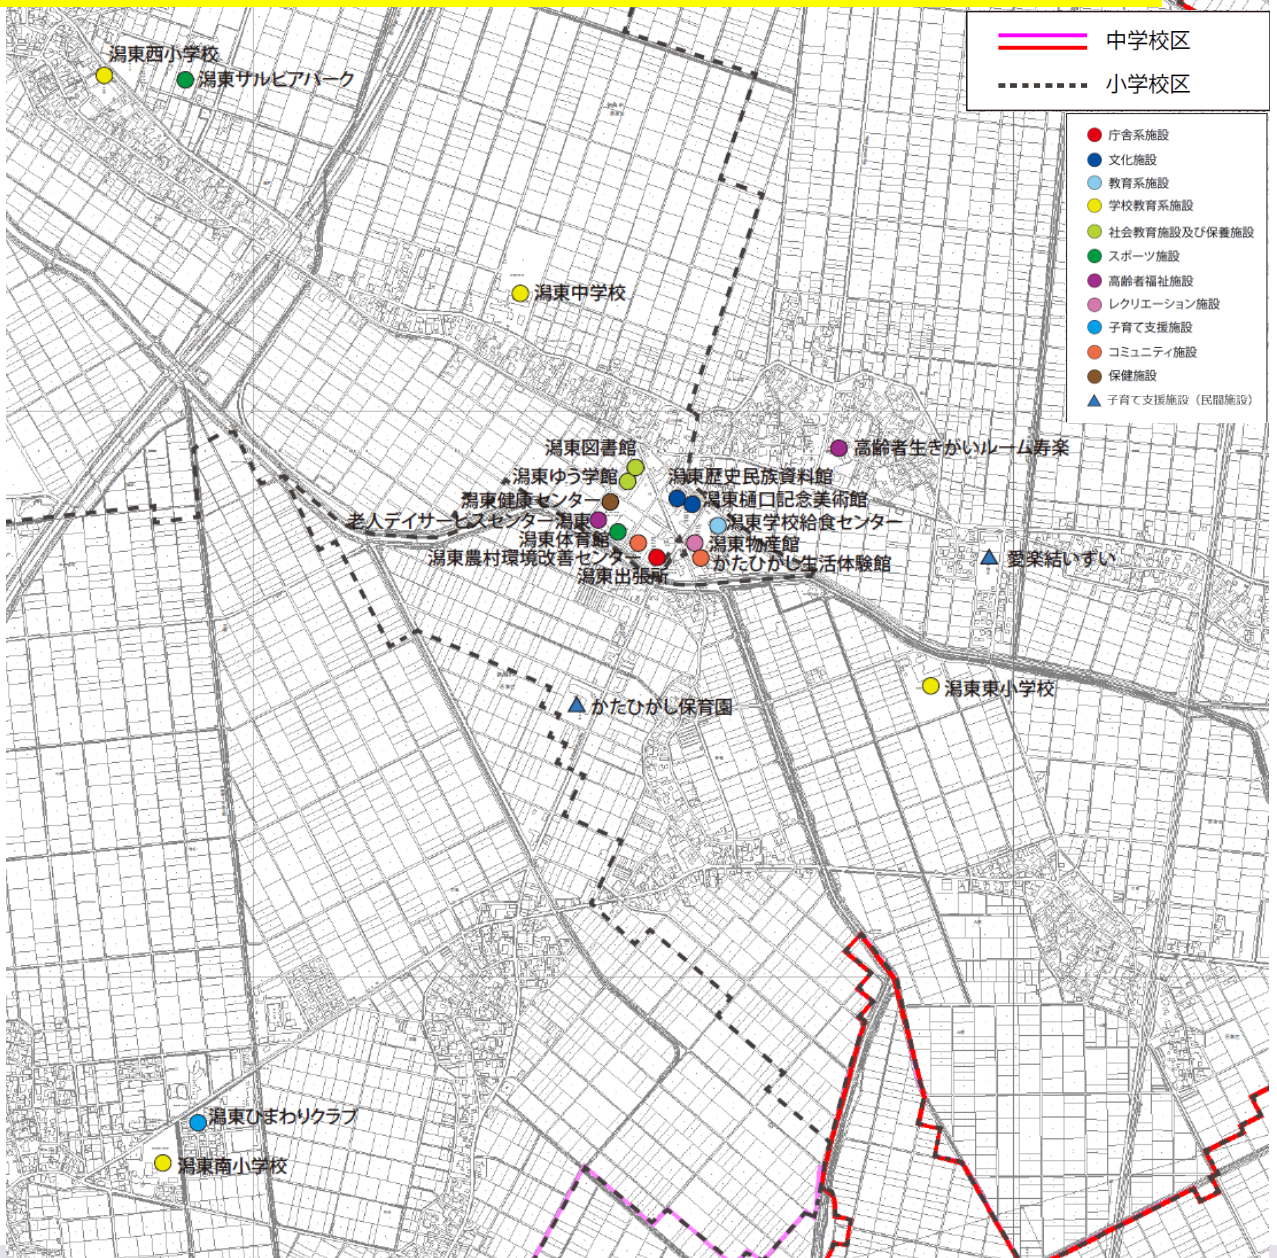 中学校区
小学校区
庁舎系施設
文化施設
教育系施設
学校教育系施設
社会教育施設及び保養施設
スポーツ施設
高齢者福祉施設
レクリエーション施設
子育て支援施設
コミュニティ施設
保健施設
子育て支援施設（民間施設）
潟東西小学校
潟東サルビアパーク
潟東中学校
潟東図書館
高齢者生きがいルーム寿楽
潟東ゆう学館
潟東歴史民族資料館
潟東健康センター
潟東樋口記念美術館
老人デイサービスセンター潟東
潟東学校給食センター
潟東体育館
潟東物産館
潟東農村環境改善センター
がたひがし生活体験館
愛楽結いずい
潟東出張所
潟東東小学校
かたひがし保育園
潟東ひまわりクラブ
潟東南小学校